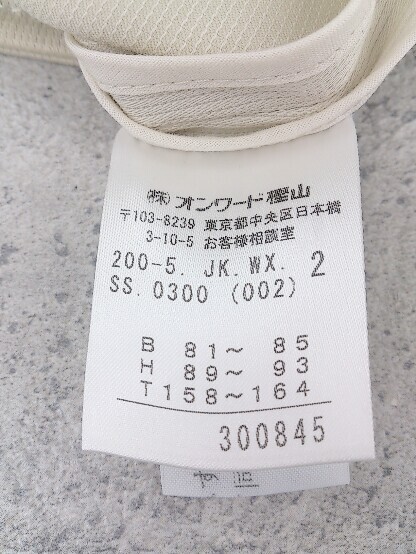 (株)オンワード樫山
〒103-8239 東京都中央区日本橋
3-10-5 お客様相談室
200-5. JK. WX. 2
SS. 0300 (002)
B 81～ 85
H 89～ 93
T158～164
300845